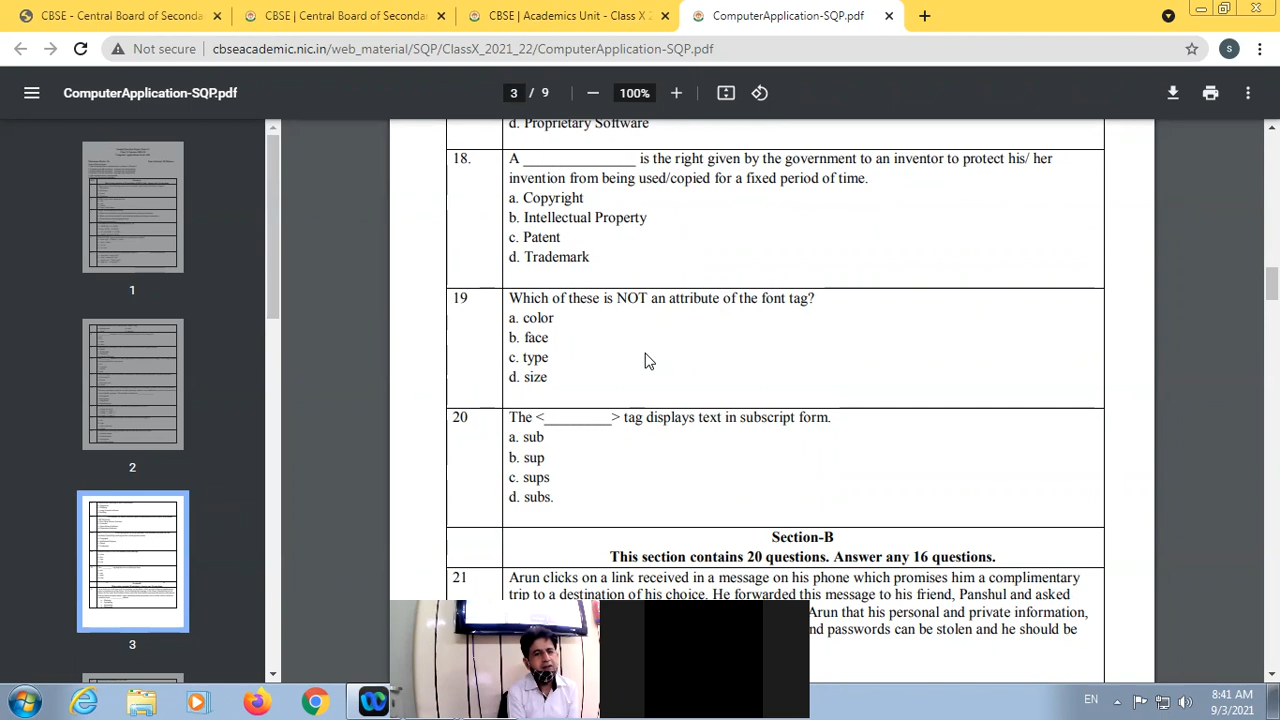 CBSE - Central Board of Seconda
CBSE | Central Board of Seconda
CBSE | Academics Unit - Class X 2
ComputerApplication-SQP.pdf
Not secure
cbseacademic.nic.in/web_material/SQP/ClassX_2021_22/ComputerApplication-SQP.pdf
s
ComputerApplication-SQP.pdf
3 / 9
100%
d. Proprietary Software
18.
A ________________ is the right given by the government to an inventor to protect his/ her
invention from being used/copied for a fixed period of time.
a. Copyright
b. Intellectual Property
c. Patent
d. Trademark
19
Which of these is NOT an attribute of the font tag?
a. color
b. face
c. type
d. size
20
The <__________> tag displays text in subscript form.
a. sub
b. sup
c. sups
d. subs.
Section-B
This section contains 20 questions. Answer any 16 questions.
21
Arun clicks on a link received in a message on his phone which promises him a complimentary
trip to a destination of his choice. He forwarded this message to his friend, Panshul and asked
Arun that his personal and private information,
nd passwords can be stolen and he should be
1
2
3
EN
8:41 AM
9/3/2021